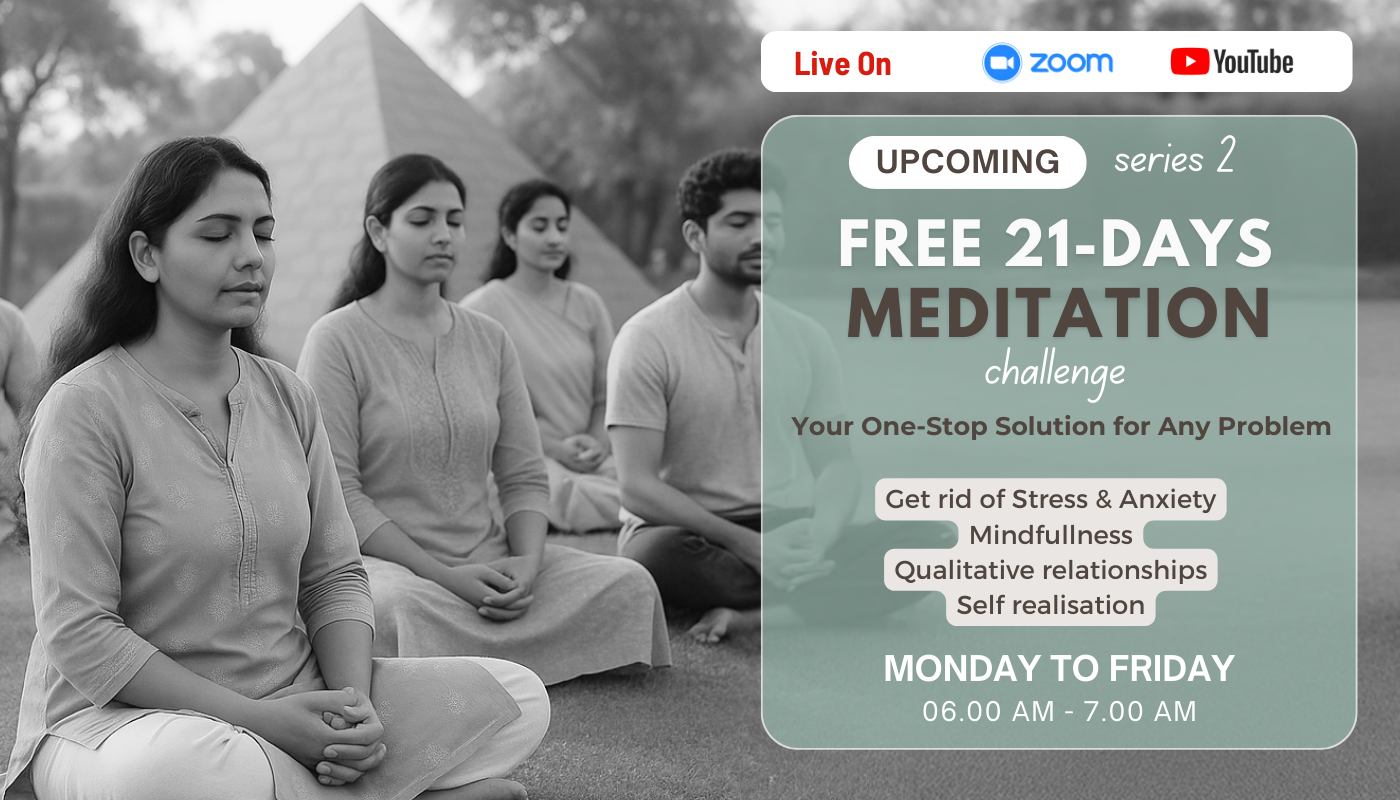 Live On zoom YouTube
UPCOMING series 2
FREE 21-DAYS
MEDITATION
challenge
Your One-Stop Solution for Any Problem
Get rid of Stress & Anxiety
Mindfullness
Qualitative relationships
Self realisation
MONDAY TO FRIDAY
06.00 AM - 7.00 AM